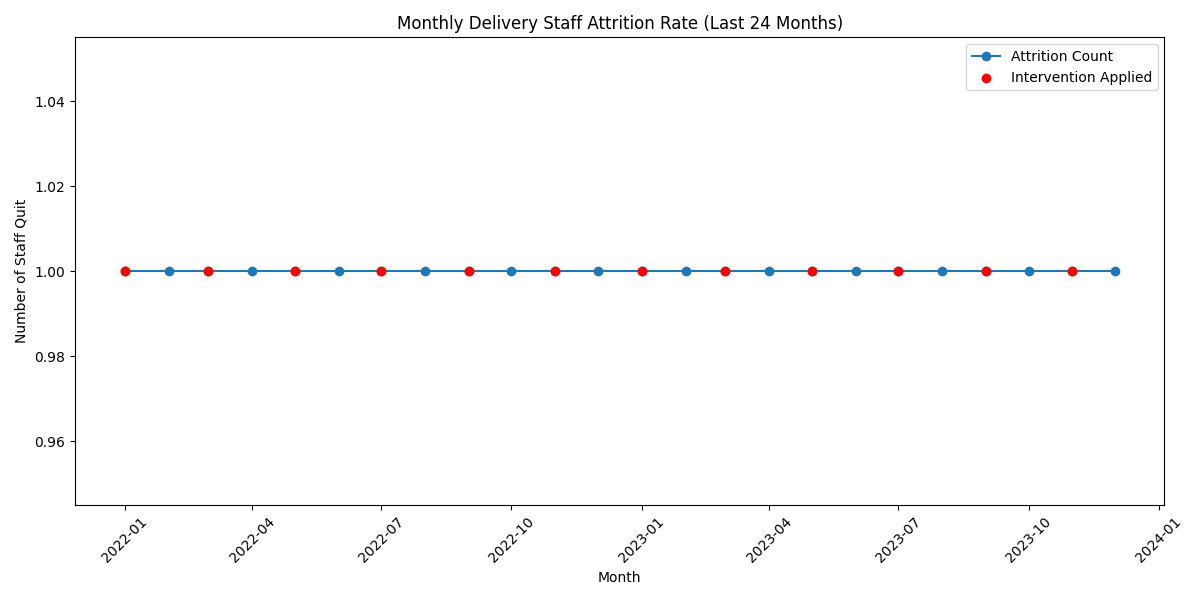 Monthly Delivery Staff Attrition Rate (Last 24 Months)
Attrition Count
Intervention Applied
Number of Staff Quit
1.04
1.02
1.00
0.98
0.96
2022-01
2022-04
2022-07
2022-10
2023-01
2023-04
2023-07
2023-10
2024-01
Month